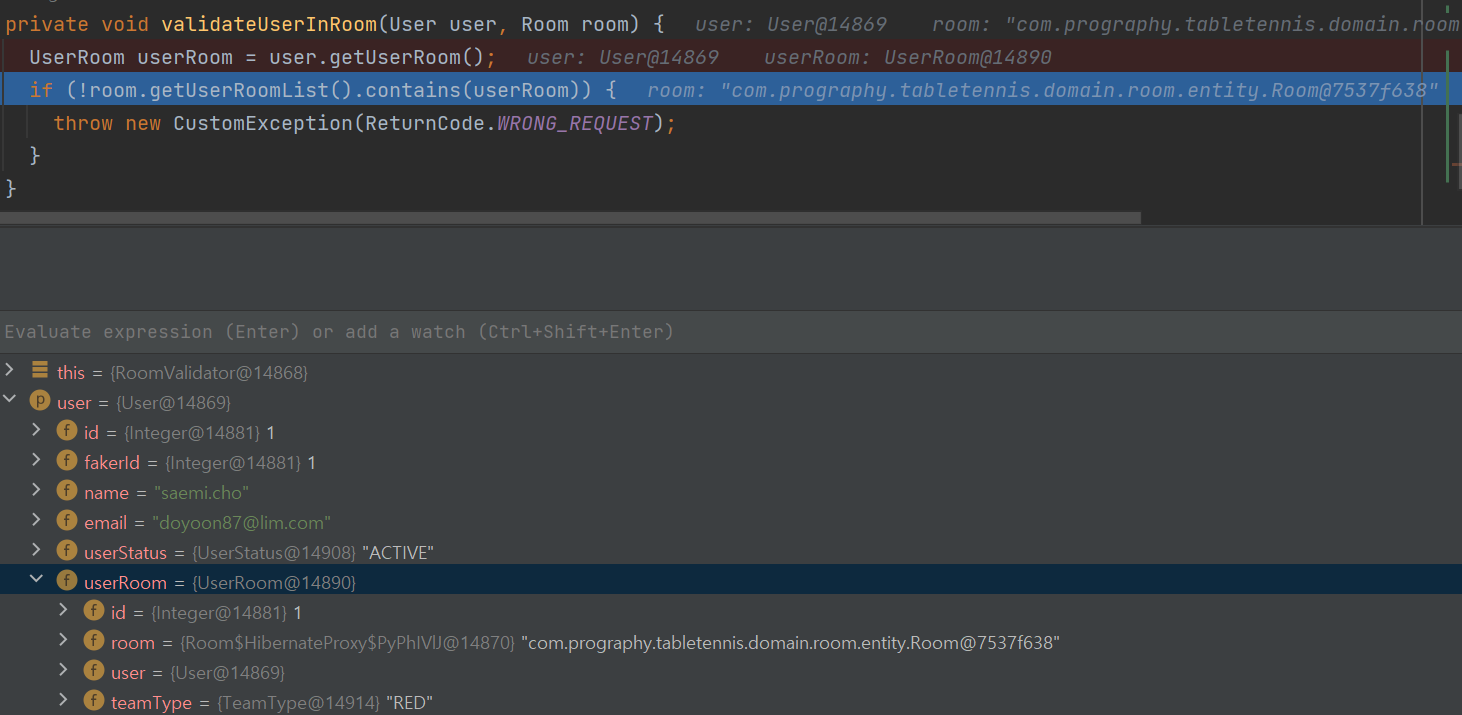 private void validateUserInRoom(User user, Room room) { user: User@14869 room: "com.prography.tabletennis.domain.room
UserRoom userRoom = user.getUserRoom(); user: User@14869 userRoom: UserRoom@14890
if (!room.getUserRoomList().contains(userRoom)) { room: "com.prography.tabletennis.domain.room.entity.Room@7537f638"
throw new CustomException(ReturnCode.WRONG_REQUEST);
}
}
Evaluate expression (Enter) or add a watch (Ctrl+Shift+Enter)
this = {RoomValidator@14868}
p user = {User@14869}
f id = {Integer@14881} 1
f fakerId = {Integer@14881} 1
f name = "saemi.cho"
f email = "doyoon87@lim.com"
f userStatus = {UserStatus@14908} "ACTIVE"
f userRoom = {UserRoom@14890}
f id = {Integer@14881} 1
f room = {Room$HibernateProxy$PyPhIVlJ@14870} "com.prography.tabletennis.domain.room.entity.Room@7537f638"
f user = {User@14869}
f teamType = {TeamType@14914} "RED"